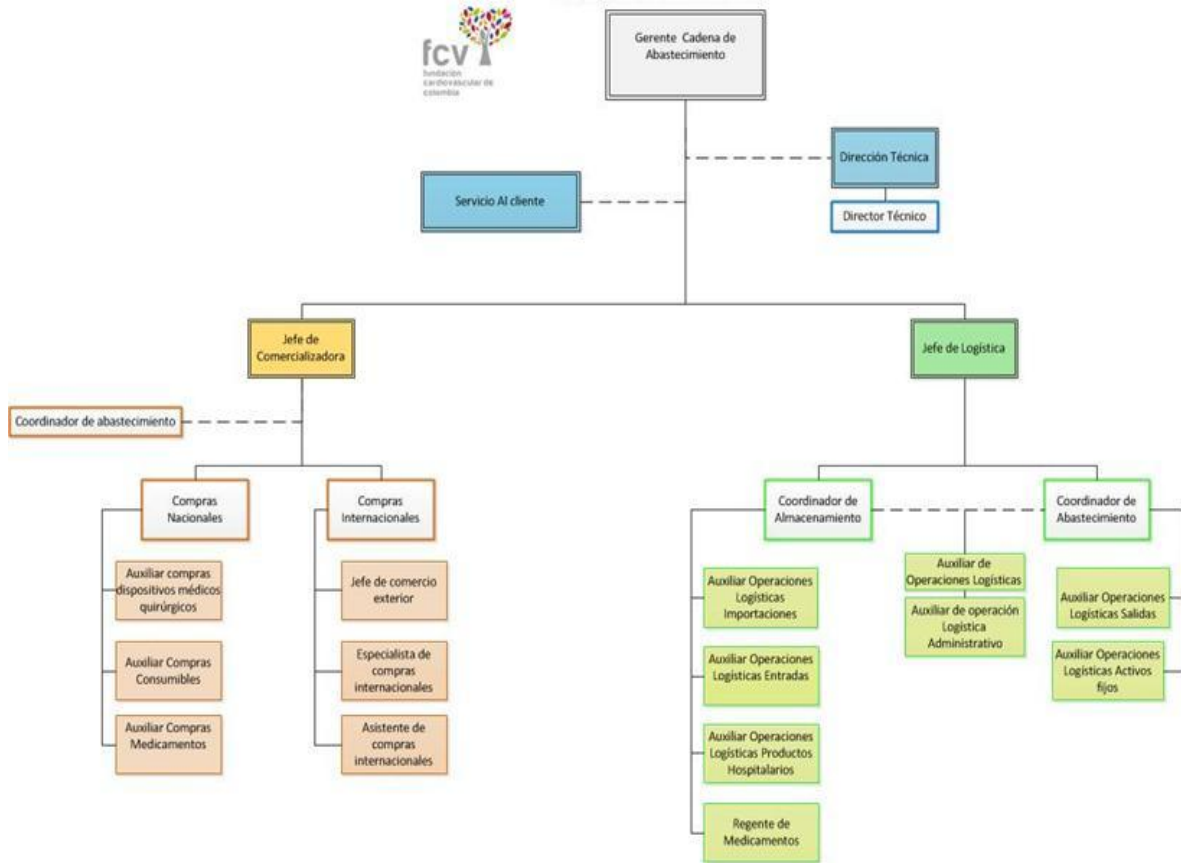 fcv
fundación
cardiovascular de
colombia
Gerente Cadena de
Abastecimiento
Dirección Técnica
Director Técnico
Servicio Al cliente
Jefe de
Comercializadora
Jefe de Logística
Coordinador de abastecimiento
Compras
Nacionales
Compras
Internacionales
Coordinador de
Almacenamiento
Coordinador de
Abastecimiento
Auxiliar compras
dispositivos médicos
quirúrgicos
Auxiliar Compras
Consumibles
Auxiliar Compras
Medicamentos
Jefe de comercio
exterior
Especialista de
compras
internacionales
Asistente de
compras
internacionales
Auxiliar Operaciones
Logísticas
Importaciones
Auxiliar Operaciones
Logísticas Entradas
Auxiliar Operaciones
Logísticas Productos
Hospitalarios
Regente de
Medicamentos
Auxiliar de
Operaciones Logísticas
Auxiliar de operación
Logística
Administrativo
Auxiliar Operaciones
Logísticas Salidas
Auxiliar Operaciones
Logísticas Activos
fijos